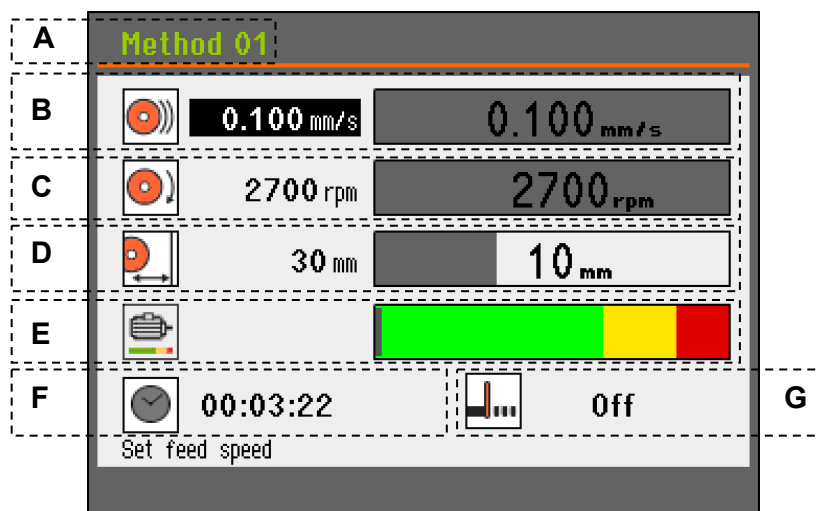 A Method 01
B 0.100 mm/s 0.100 mm/s
C 2700 rpm 2700 rpm
D 30 mm 10 mm
E
F 00:03:22 Off G
Set feed speed